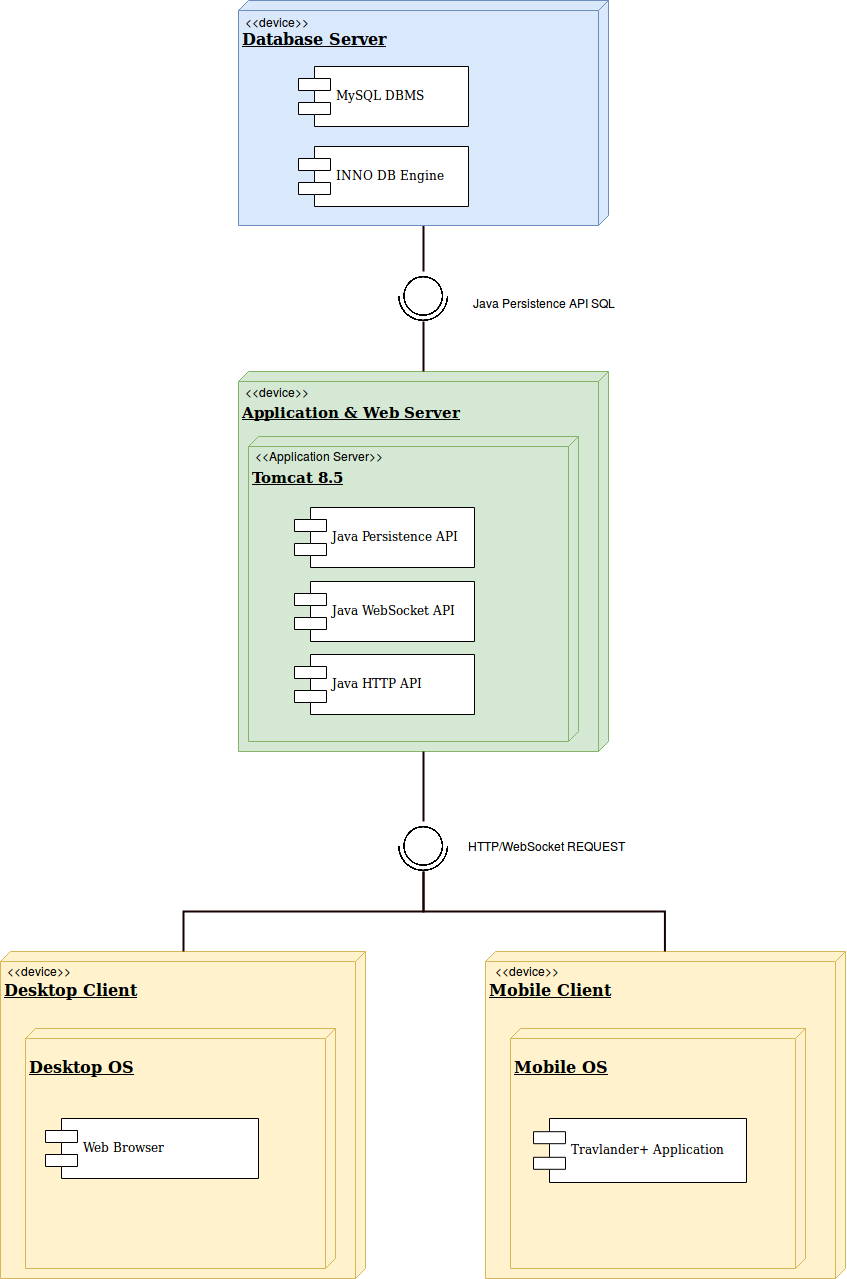 <<device>>
Database Server
MySQL DBMS
INNO DB Engine
Java Persistence API SQL
<<device>>
Application & Web Server
<<Application Server>>
Tomcat 8.5
Java Persistence API
Java WebSocket API
Java HTTP API
HTTP/WebSocket REQUEST
<<device>>
Desktop Client
Desktop OS
Web Browser
<<device>>
Mobile Client
Mobile OS
Travlander+ Application